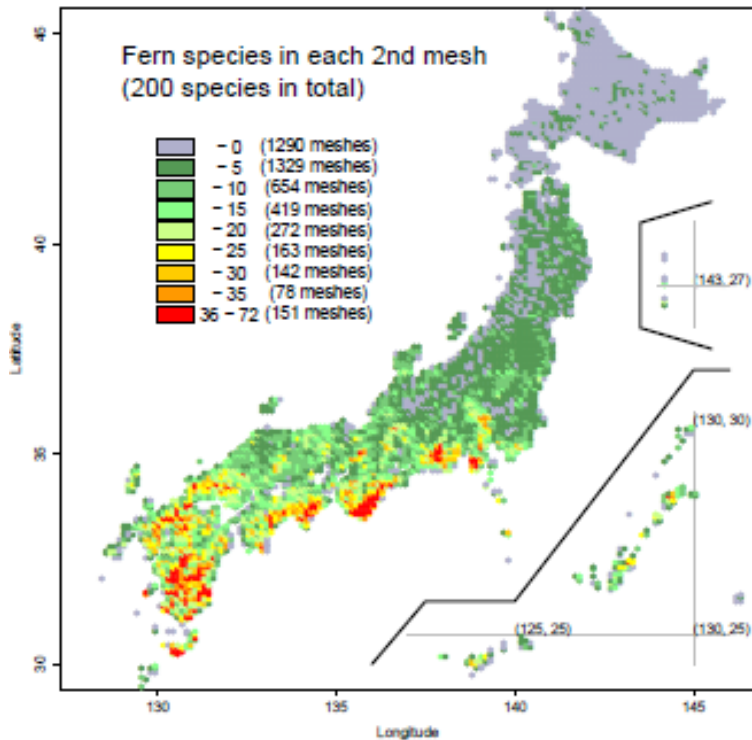 Fern species in each 2nd mesh
(200 species in total)
− 0 (1290 meshes)
− 5 (1329 meshes)
− 10 (654 meshes)
− 15 (419 meshes)
− 20 (272 meshes)
− 25 (163 meshes)
− 30 (142 meshes)
− 35 (78 meshes)
36 − 72 (151 meshes)
45
40
35
30
Latitude
(143, 27)
(130, 30)
(125, 25)
(130, 25)
130
135
140
145
Longitude